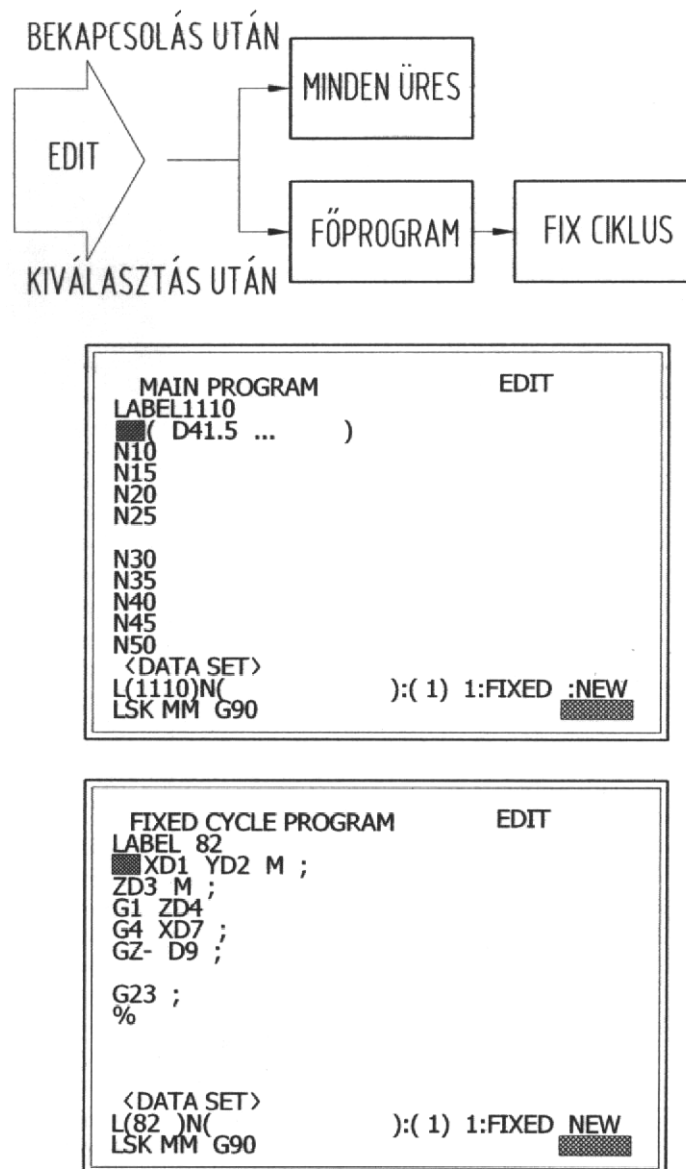 BEKAPCSOLÁS UTÁN
MINDEN ÜRES
EDIT
FŐPROGRAM
FIX CIKLUS
KIVÁLASZTÁS UTÁN
MAIN PROGRAM EDIT
LABEL1110
( D41.5 ... )
N10
N15
N20
N25
N30
N35
N40
N45
N50
<DATA SET>
L(1110)N( ):( 1) 1:FIXED :NEW
LSK MM G90
FIXED CYCLE PROGRAM EDIT
LABEL 82
XD1 YD2 M ;
ZD3 M ;
G1 ZD4
G4 XD7 ;
GZ- D9 ;
G23 ;
%
<DATA SET>
L(82 )N( ):( 1) 1:FIXED NEW
LSK MM G90